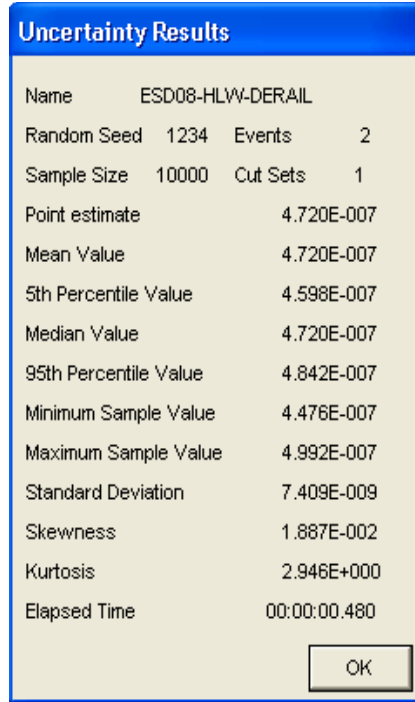 Uncertainty Results
Name ESD08-HLW-DERAIL
Random Seed 1234 Events 2
Sample Size 10000 Cut Sets 1
Point estimate 4.720E-007
Mean Value 4.720E-007
5th Percentile Value 4.598E-007
Median Value 4.720E-007
95th Percentile Value 4.842E-007
Minimum Sample Value 4.476E-007
Maximum Sample Value 4.992E-007
Standard Deviation 7.409E-009
Skewness 1.887E-002
Kurtosis 2.946E+000
Elapsed Time 00:00:00.480
OK